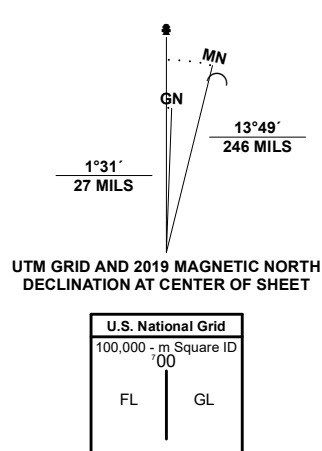 MN
GN
13°49´
246 MILS
1°31´
27 MILS
UTM GRID AND 2019 MAGNETIC NORTH
DECLINATION AT CENTER OF SHEET
U.S. National Grid
100,000 - m Square ID
⁷00
FL GL